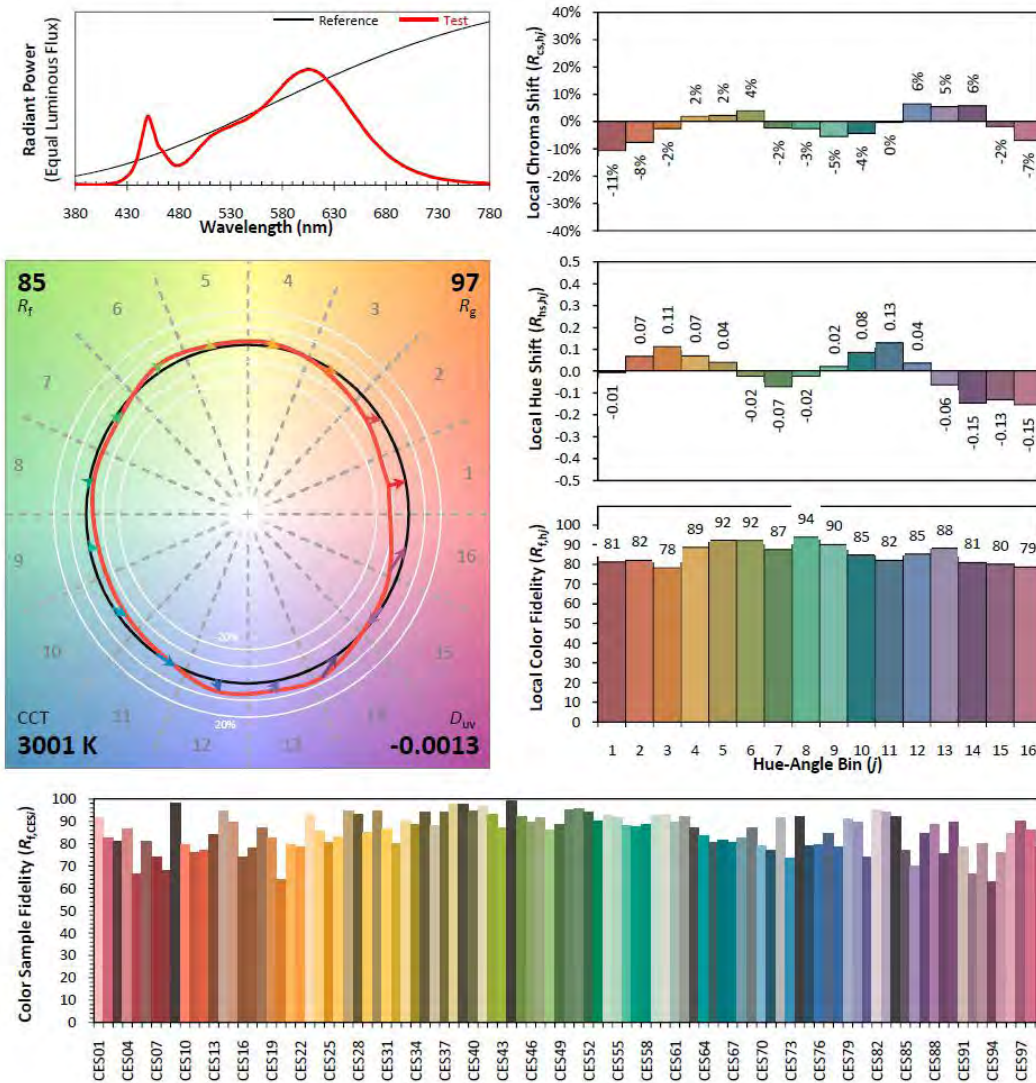 Reference
Test
Radiant Power
(Equal Luminous Flux)
380 430 480 530 580 630 680 730 780
Wavelength (nm)
Local Chroma Shift (Rcs,hj)
40%
30%
20%
10%
0%
-10%
-20%
-30%
-40%
-11% -8% -2% 2% 2% 4% -2% -3% -5% -4% 0% 6% 5% 6% -2% -7%
85
Rf
97
Rg
5 4
6 3
7 2
8 1
9 16
10 15
11 12 13 14
20%
20%
CCT
3001 K
Duv
-0.0013
Local Hue Shift (Rhs,hj)
0.5
0.4
0.3
0.2
0.1
0.0
-0.1
-0.2
-0.3
-0.4
-0.5
-0.01 0.07 0.11 0.07 0.04 -0.02 -0.07 -0.02 0.02 0.08 0.13 0.04 -0.06 -0.15 -0.13 -0.15
Local Color Fidelity (Rf,hj)
100
90
80
70
60
50
40
30
20
10
0
81 82 78 89 92 92 87 94 90 85 82 85 88 81 80 79
1 2 3 4 5 6 7 8 9 10 11 12 13 14 15 16
Hue-Angle Bin (j)
Color Sample Fidelity (Rf,CESi)
100
90
80
70
60
50
40
30
20
10
0
CES01 CES04 CES07 CES10 CES13 CES16 CES19 CES22 CES25 CES28 CES31 CES34 CES37 CES40 CES43 CES46 CES49 CES52 CES55 CES58 CES61 CES64 CES67 CES70 CES73 CES76 CES79 CES82 CES85 CES88 CES91 CES94 CES97